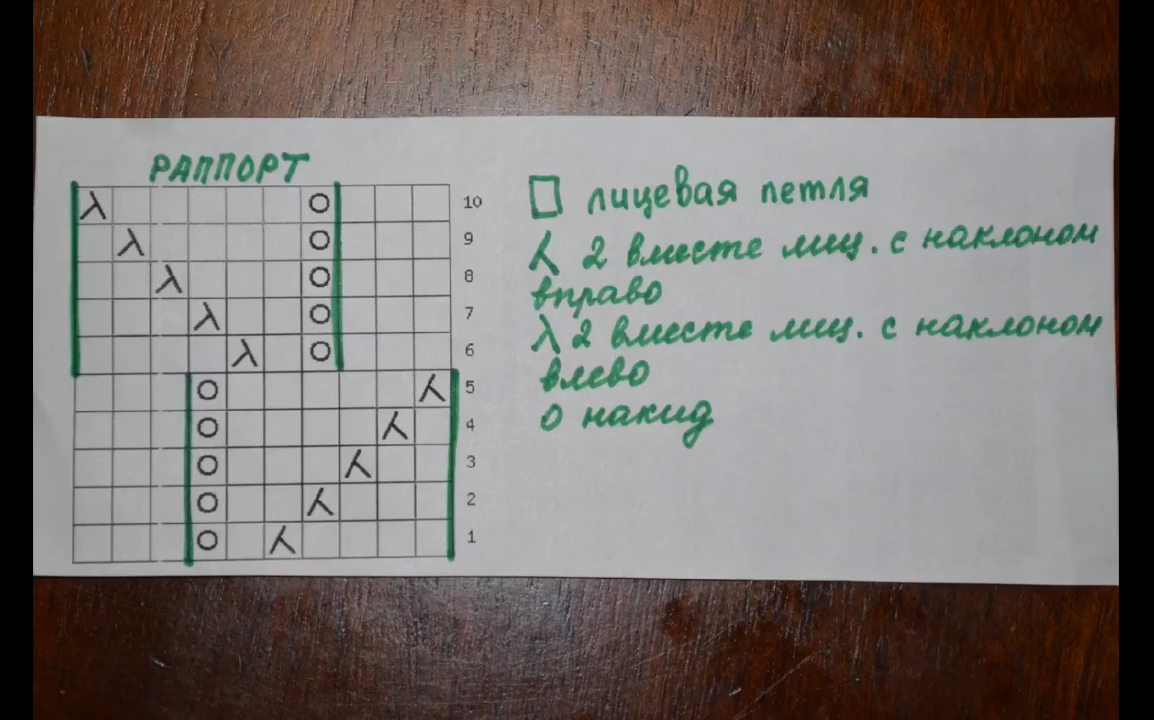 РАППОРТ
λ O 10
λ O 9
λ O 8
λ O 7
λ O 6
O ⅄ 5
O ⅄ 4
O ⅄ 3
O ⅄ 2
O ⅄ 1
□ лицевая петля
⅄ 2 вместе лиц. с наклоном
вправо
λ 2 вместе лиц. с наклоном
влево
о накид